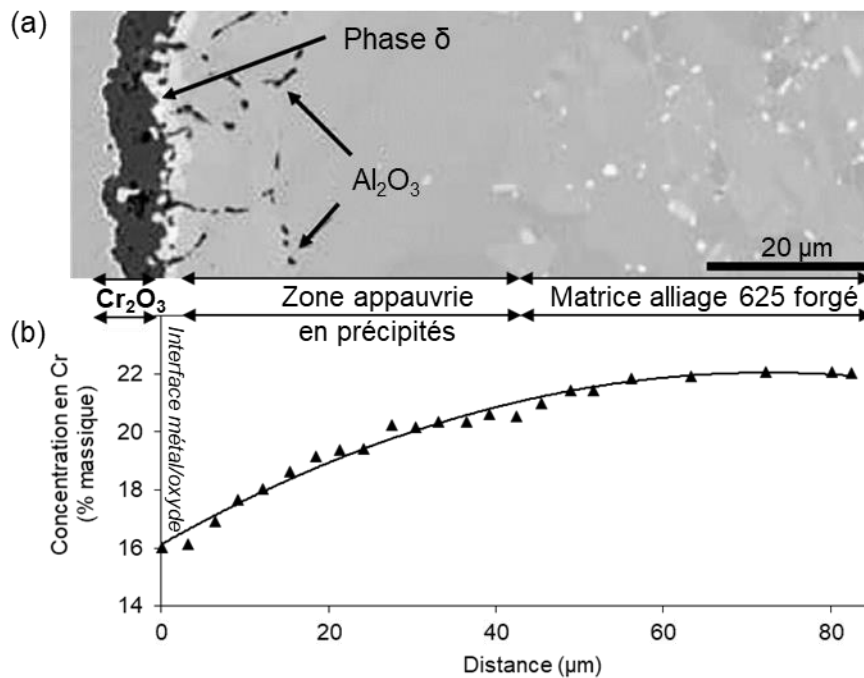 (a)
Phase δ
Al₂O₃
20 µm
Cr₂O₃
Zone appauvrie
en précipités
Matrice alliage 625 forgé
(b)
Concentration en Cr
(% massique)
22
20
18
16
14
Interface métal/oxyde
0
20
40
60
80
Distance (µm)